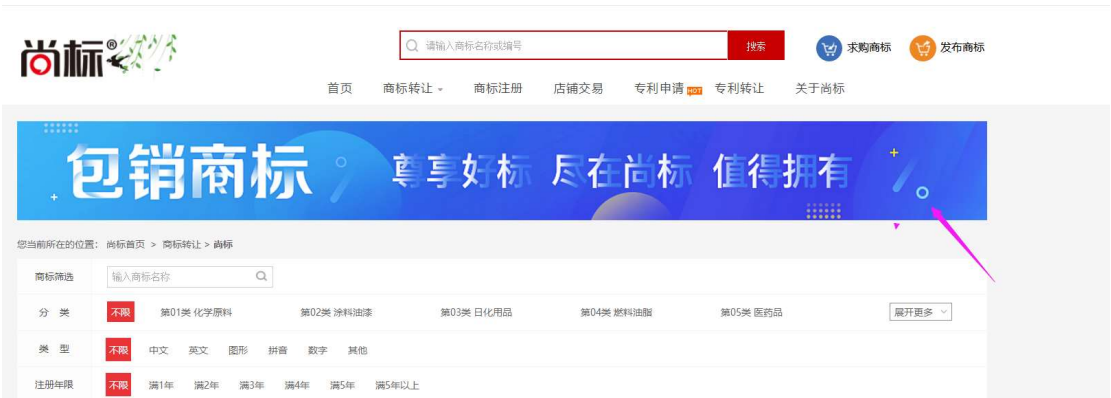 尚标®
请输入商标名称或编号 搜索 求购商标 发布商标
首页 商标转让 商标注册 店铺交易 专利申请 HOT 专利转让 关于尚标
包销商标 尊享好标 尽在尚标 值得拥有
您当前所在的位置: 尚标首页 > 商标转让 > 尚标
商标筛选 输入商标名称
分 类 不限 第01类 化学原料 第02类 涂料油漆 第03类 日化用品 第04类 燃料油脂 第05类 医药品 展开更多
类 型 不限 中文 英文 图形 拼音 数字 其他
注册年限 不限 满1年 满2年 满3年 满4年 满5年 满5年以上